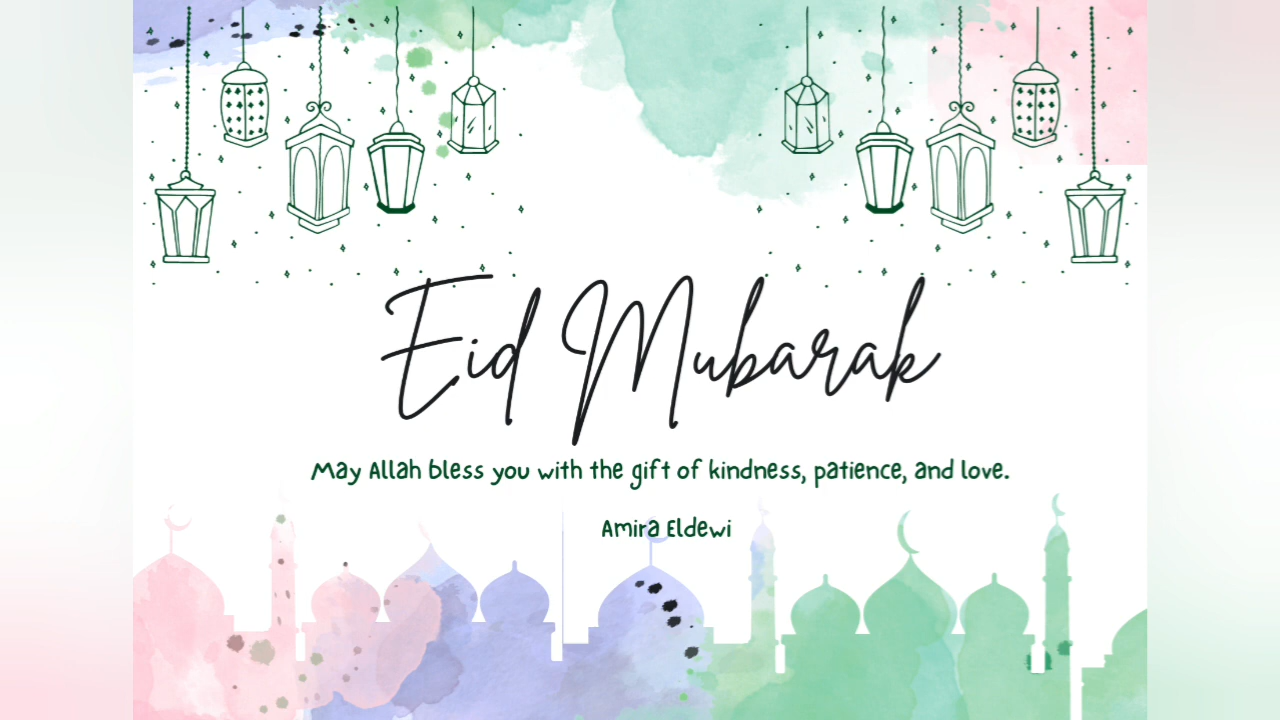 Eid Mubarak
May Allah bless you with the gift of kindness, patience, and love.
Amira Eldewi